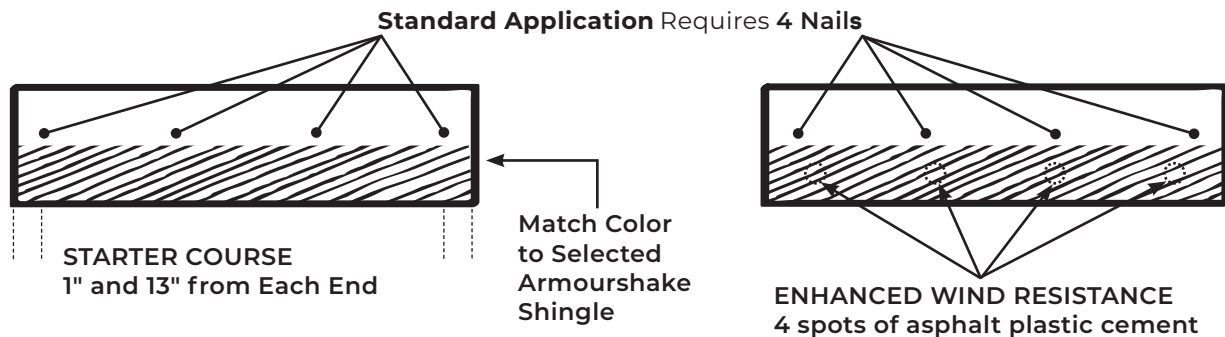 Standard Application Requires 4 Nails
STARTER COURSE
1" and 13" from Each End
Match Color
to Selected
Armourshake
Shingle
ENHANCED WIND RESISTANCE
4 spots of asphalt plastic cement